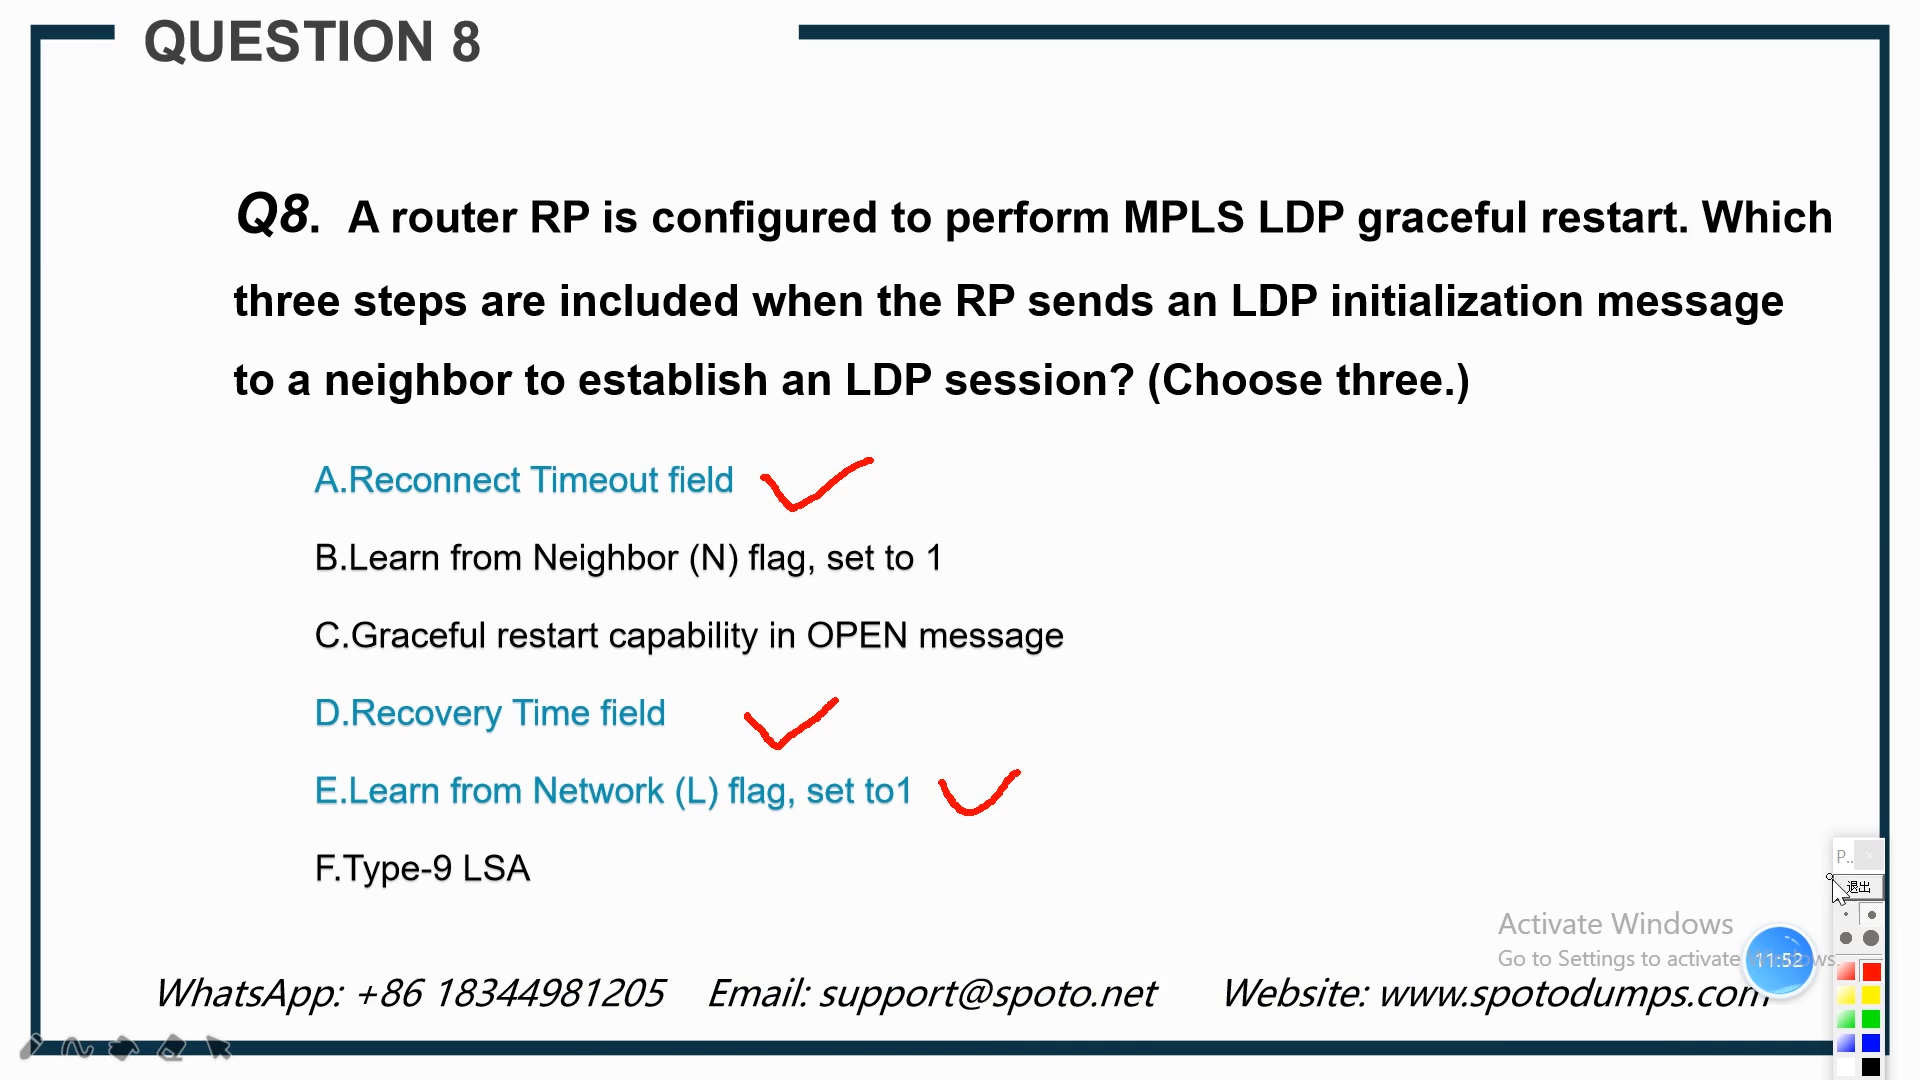 QUESTION 8
Q8. A router RP is configured to perform MPLS LDP graceful restart. Which
three steps are included when the RP sends an LDP initialization message
to a neighbor to establish an LDP session? (Choose three.)
A.Reconnect Timeout field
B.Learn from Neighbor (N) flag, set to 1
C.Graceful restart capability in OPEN message
D.Recovery Time field
E.Learn from Network (L) flag, set to1
F.Type-9 LSA
P..
退出
Activate Windows
Go to Settings to activate Windows.
11:52
WhatsApp: +86 18344981205 Email: support@spoto.net Website: www.spotodumps.com